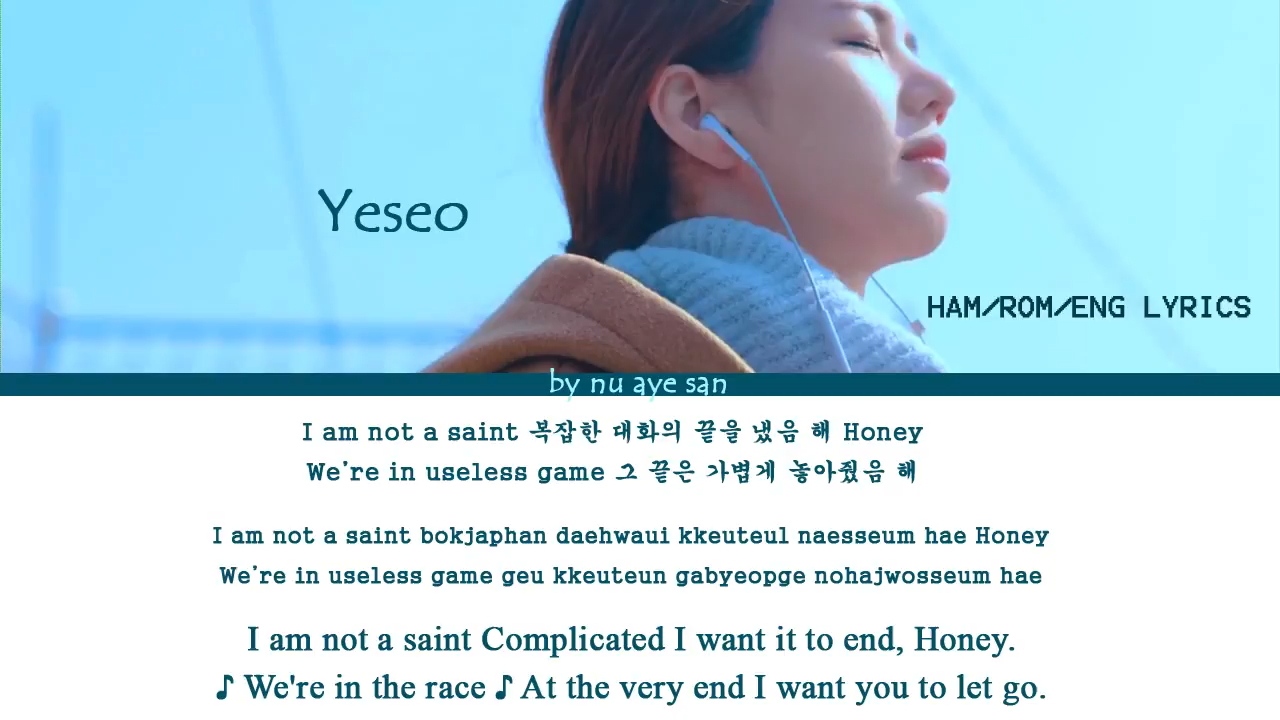 Yeseo
HAM/ROM/ENG LYRICS
by nu aye san
I am not a saint 복잡한 대화의 끝을 냈음 해 Honey
We're in useless game 그 끝은 가볍게 놓아줬음 해
I am not a saint bokjaphan daehwaui kkeuteul naesseum hae Honey
We're in useless game geu kkeuteun gabyeopge nohajwosseum hae
I am not a saint Complicated I want it to end, Honey.
♪ We're in the race ♪ At the very end I want you to let go.